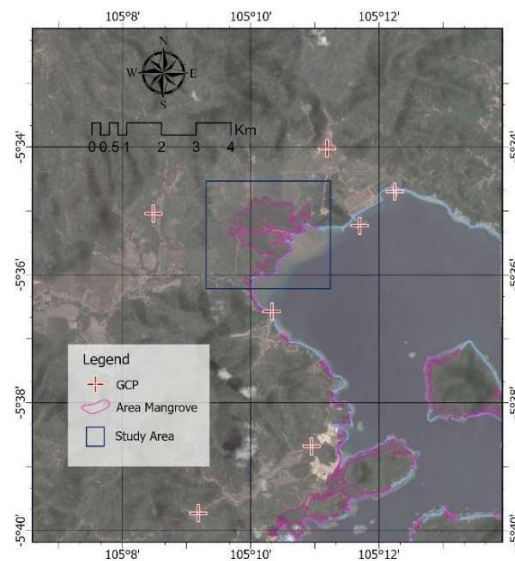 105°8' 105°10' 105°12'
N
W E
S
Km
0 0.5 1 2 3 4
-5°34'
-5°36'
-5°38'
-5°40'
Legend
GCP
Area Mangrove
Study Area
105°8' 105°10' 105°12'